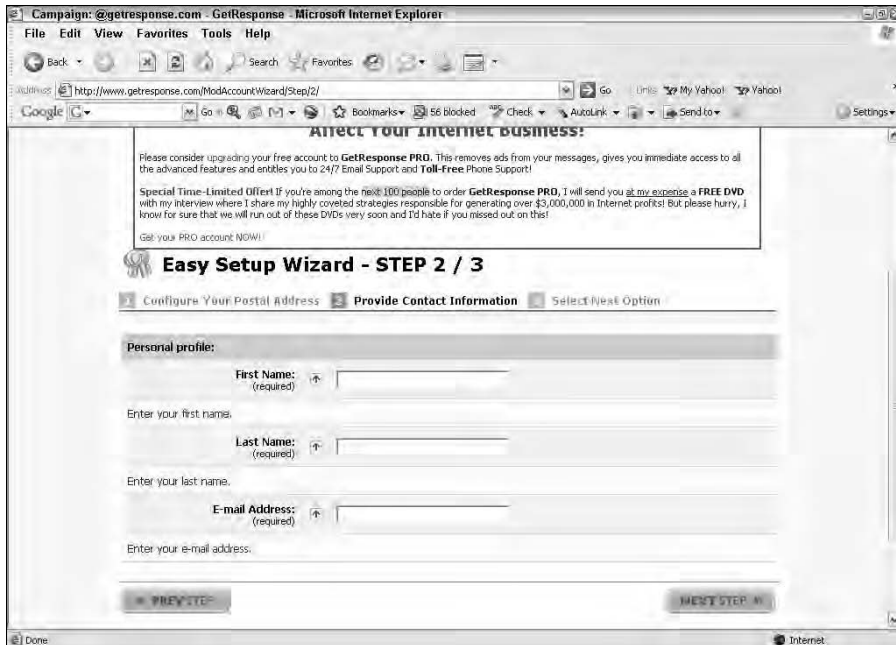 Campaign: @getresponse.com - GetResponse - Microsoft Internet Explorer
File Edit View Favorites Tools Help
Back Search Favorites
Address http://www.getresponse.com/ModAccountWizard/Step/2/ Go Links My Yahoo! Yahoo!
Google G Go Bookmarks 56 blocked Check AutoLink Send to Settings
Affect Your Internet Business!
Please consider upgrading your free account to GetResponse PRO. This removes ads from your messages, gives you immediate access to all
the advanced features and entitles you to 24/7 Email Support and Toll-Free Phone Support!
Special Time-Limited Offer! If you're among the next 100 people to order GetResponse PRO, I will send you at my expense a FREE DVD
with my interview where I share my highly coveted strategies responsible for generating over $3,000,000 in Internet profits! But please hurry, I
know for sure that we will run out of these DVDs very soon and I'd hate if you missed out on this!
Get your PRO account NOW!
Easy Setup Wizard - STEP 2 / 3
1 Configure Your Postal Address 2 Provide Contact Information 3 Select Next Option
Personal profile:
First Name:
(required)
Enter your first name.
Last Name:
(required)
Enter your last name.
E-mail Address:
(required)
Enter your e-mail address.
« PREV STEP NEXT STEP »
Done Internet